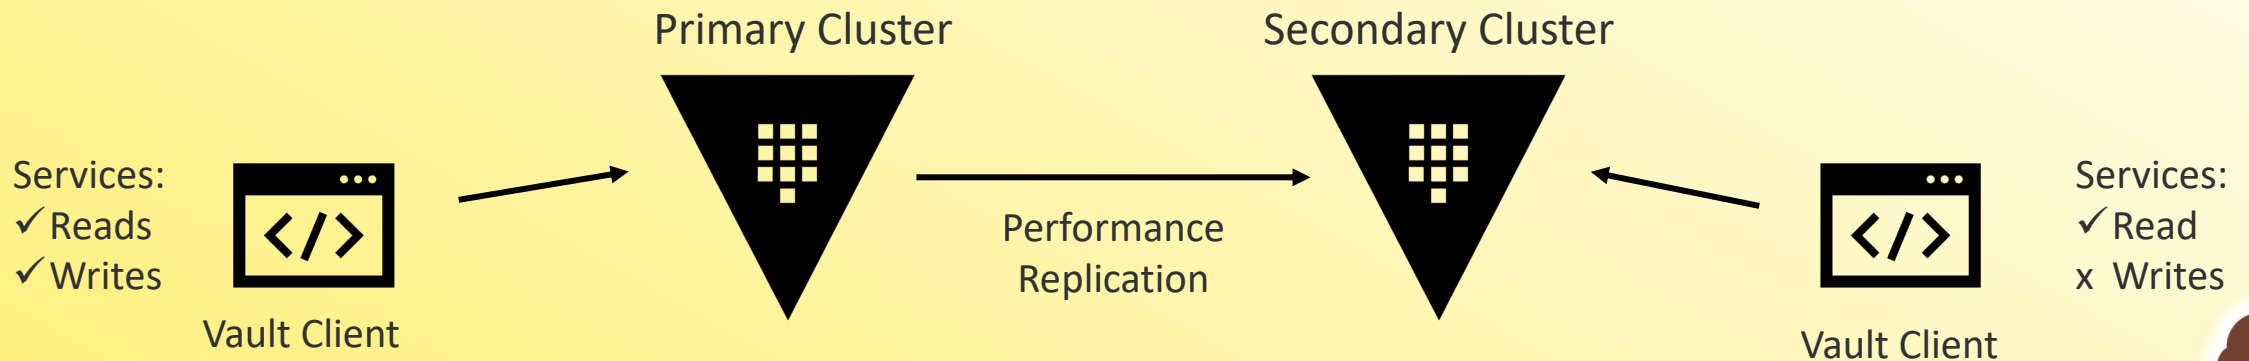 Primary Cluster
Secondary Cluster
Services:
✓ Reads
✓ Writes
</>
Vault Client
Performance
Replication
</>
Vault Client
Services:
✓ Read
x Writes